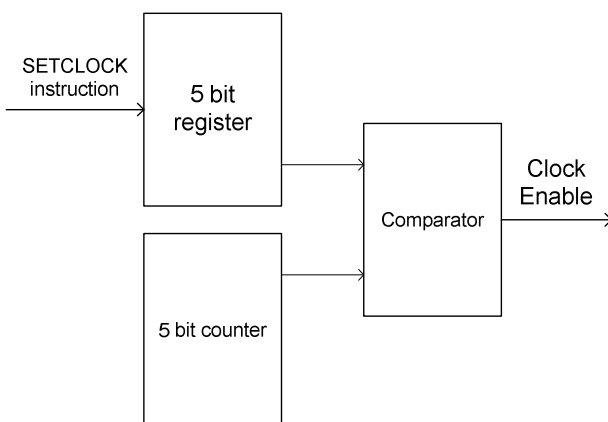 SETCLOCK
instruction
5 bit
register
Clock
Enable
Comparator
5 bit counter